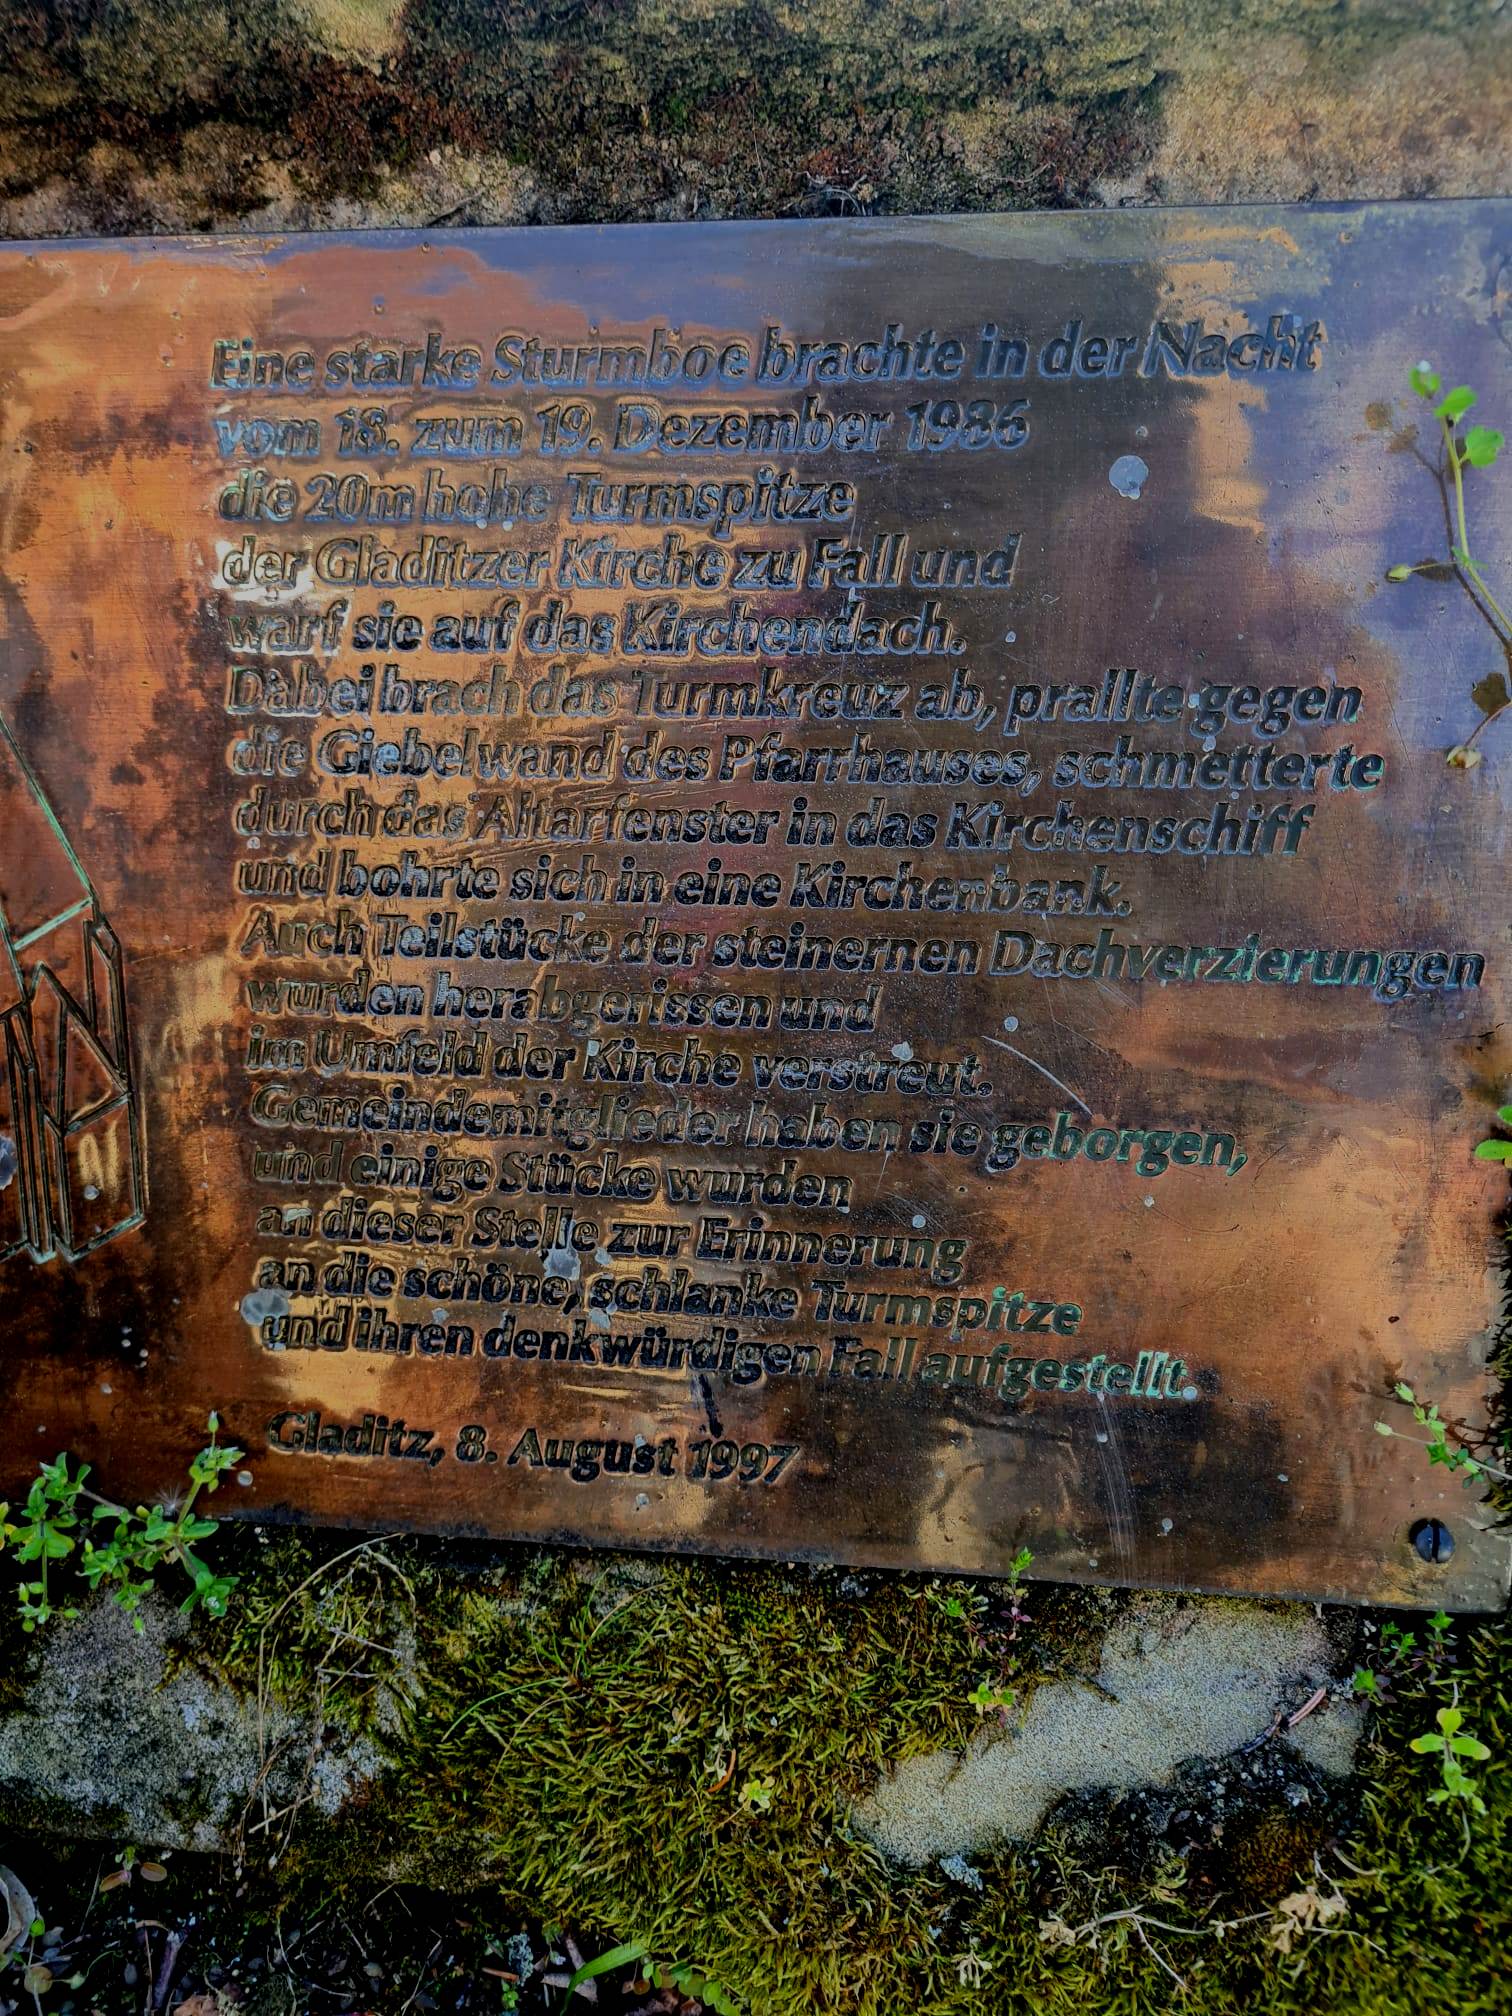 Eine starke Sturmböe brachte in der Nacht
vom 18. zum 19. Dezember 1986
die 20m hohe Turmspitze
der Gladitzer Kirche zu Fall und
warf sie auf das Kirchendach.
Dabei brach das Turmkreuz ab, prallte gegen
die Giebelwand des Pfarrhauses, schmetterte
durch das Altarfenster in das Kirchenschiff
und bohrte sich in eine Kirchenbank.
Auch Teilstücke der steinernen Dachverzierungen
wurden herabgerissen und
im Umfeld der Kirche verstreut.
Gemeindemitglieder haben sie geborgen,
und einige Stücke wurden
an dieser Stelle zur Erinnerung
an die schöne, schlanke Turmspitze
und ihren denkwürdigen Fall aufgestellt.
Gladitz, 8. August 1997